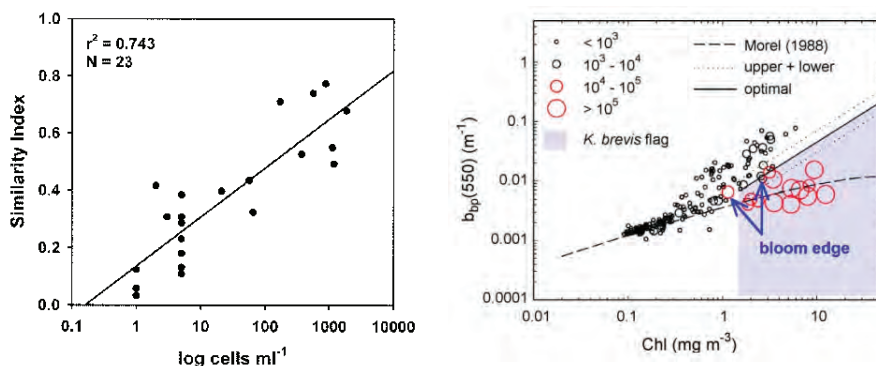 r² = 0.743
N = 23
Similarity Index
1.0
0.8
0.6
0.4
0.2
0.0
0.1 1 10 100 1000 10000
log cells ml⁻¹
< 10³
10³ - 10⁴
10⁴ - 10⁵
> 10⁵
K. brevis flag
Morel (1988)
upper + lower
optimal
bloom edge
b_bp(550) (m⁻¹)
1
0.1
0.01
0.001
0.0001
0.01 0.1 1 10
Chl (mg m⁻³)